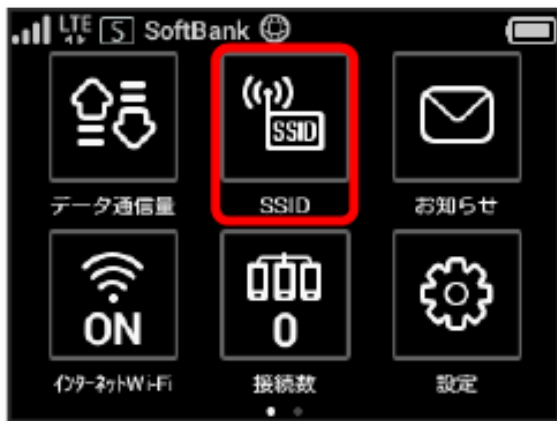 LTE S SoftBank
SSID
データ通信量 SSID お知らせ
ON 0
インターネットWi-Fi 接続数 設定